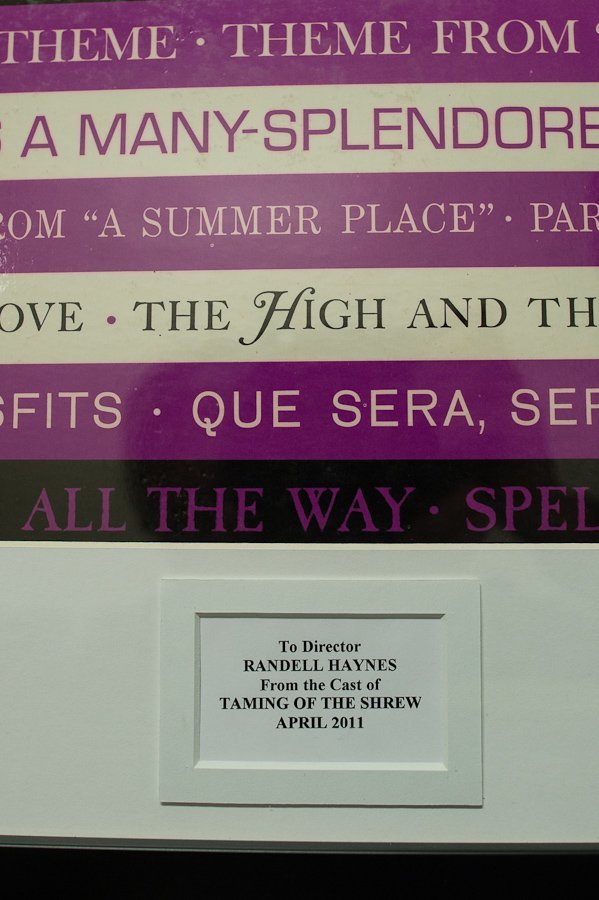 THEME · THEME FROM "
A MANY-SPLENDORE
ROM "A SUMMER PLACE" · PAR
OVE · THE HIGH AND TH
SFITS · QUE SERA, SER
ALL THE WAY · SPEL
To Director
RANDELL HAYNES
From the Cast of
TAMING OF THE SHREW
APRIL 2011